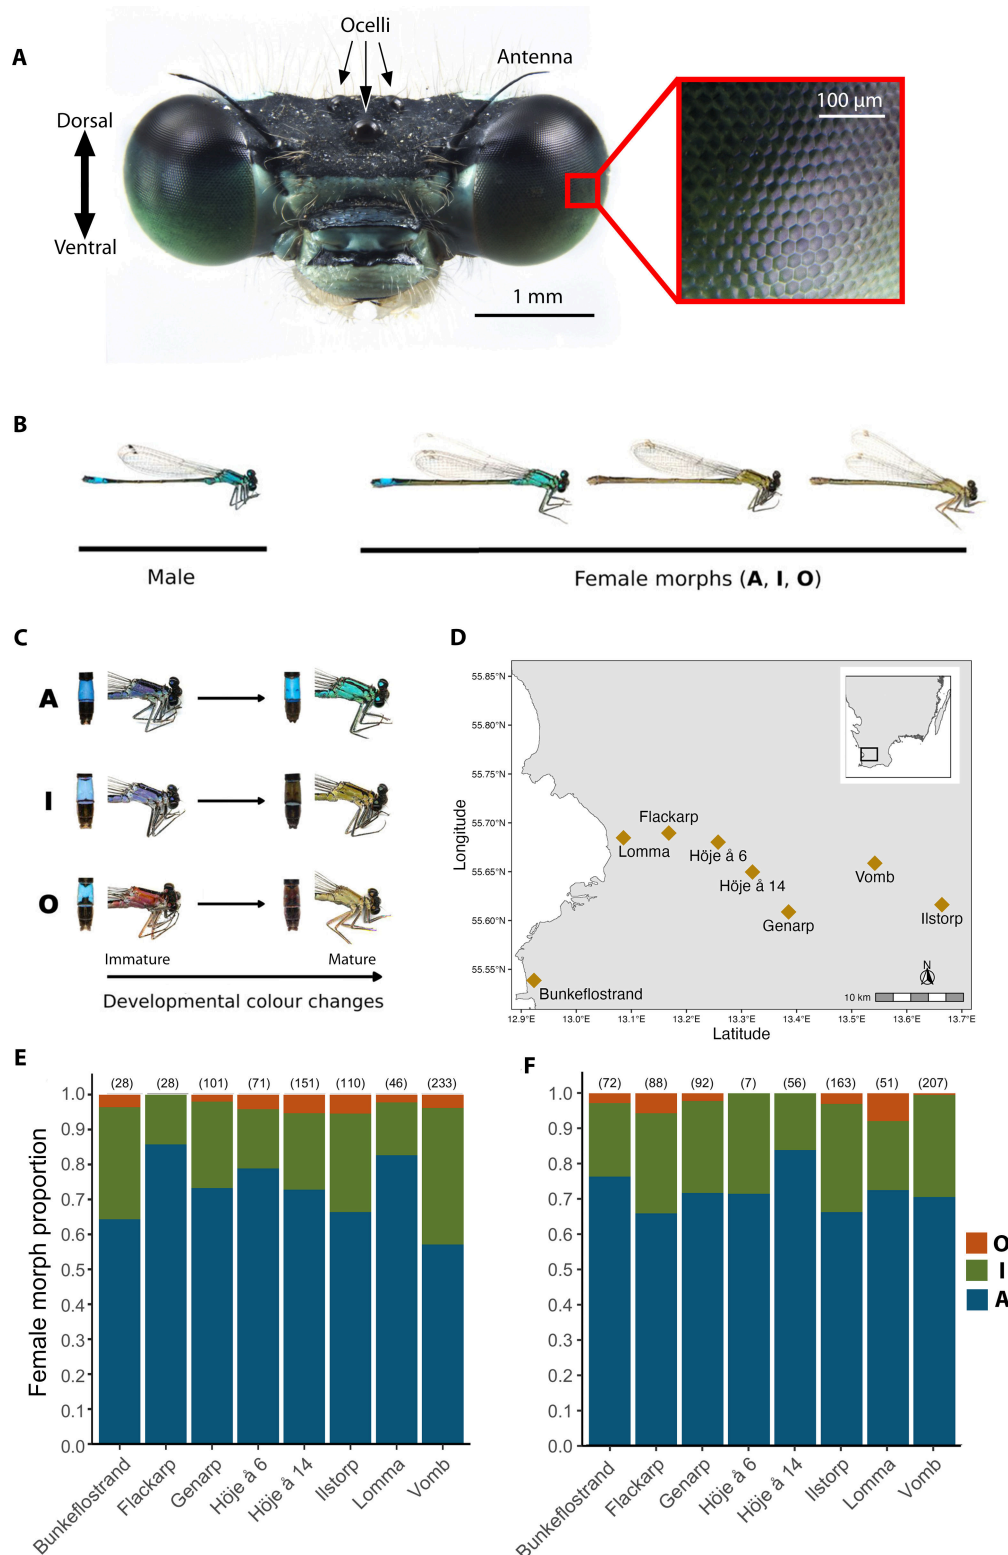 A
Ocelli
Antenna
Dorsal
Ventral
100 µm
1 mm
B
Male
Female morphs (A, I, O)
C
A
I
O
Immature
Mature
Developmental colour changes
D
Longitude
55.85°N
55.80°N
55.75°N
55.70°N
55.65°N
55.60°N
55.55°N
Flackarp
Lomma
Höje å 6
Höje å 14
Vomb
Genarp
Ilstorp
Bunkeflostrand
N
10 km
12.9°E 13.0°E 13.1°E 13.2°E 13.3°E 13.4°E 13.5°E 13.6°E 13.7°E
Latitude
E
Female morph proportion
(28) (28) (101) (71) (151) (110) (46) (233)
1.0
0.9
0.8
0.7
0.6
0.5
0.4
0.3
0.2
0.1
0.0
Bunkeflostrand
Flackarp
Genarp
Höje å 6
Höje å 14
Ilstorp
Lomma
Vomb
F
(72) (88) (92) (7) (56) (163) (51) (207)
1.0
0.9
0.8
0.7
0.6
0.5
0.4
0.3
0.2
0.1
0.0
Bunkeflostrand
Flackarp
Genarp
Höje å 6
Höje å 14
Ilstorp
Lomma
Vomb
O
I
A